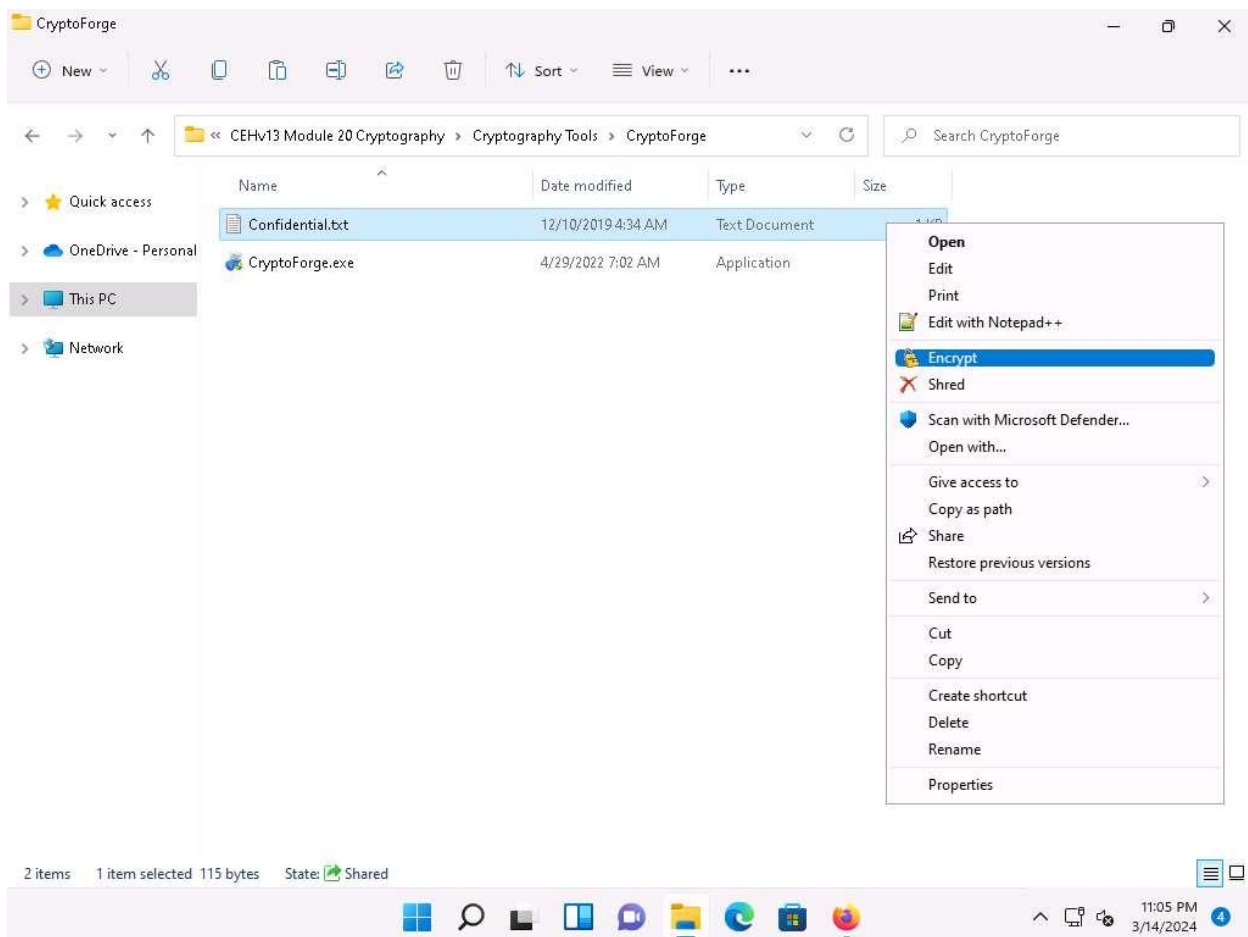 CryptoForge
New
Sort
View
« CEHv13 Module 20 Cryptography > Cryptography Tools > CryptoForge
Search CryptoForge
Name Date modified Type Size
Quick access
OneDrive - Personal
This PC
Network
Confidential.txt 12/10/2019 4:34 AM Text Document 1 KB
CryptoForge.exe 4/29/2022 7:02 AM Application
Open
Edit
Print
Edit with Notepad++
Encrypt
Shred
Scan with Microsoft Defender...
Open with...
Give access to
Copy as path
Share
Restore previous versions
Send to
Cut
Copy
Create shortcut
Delete
Rename
Properties
2 items 1 item selected 115 bytes State: Shared
11:05 PM
3/14/2024
4